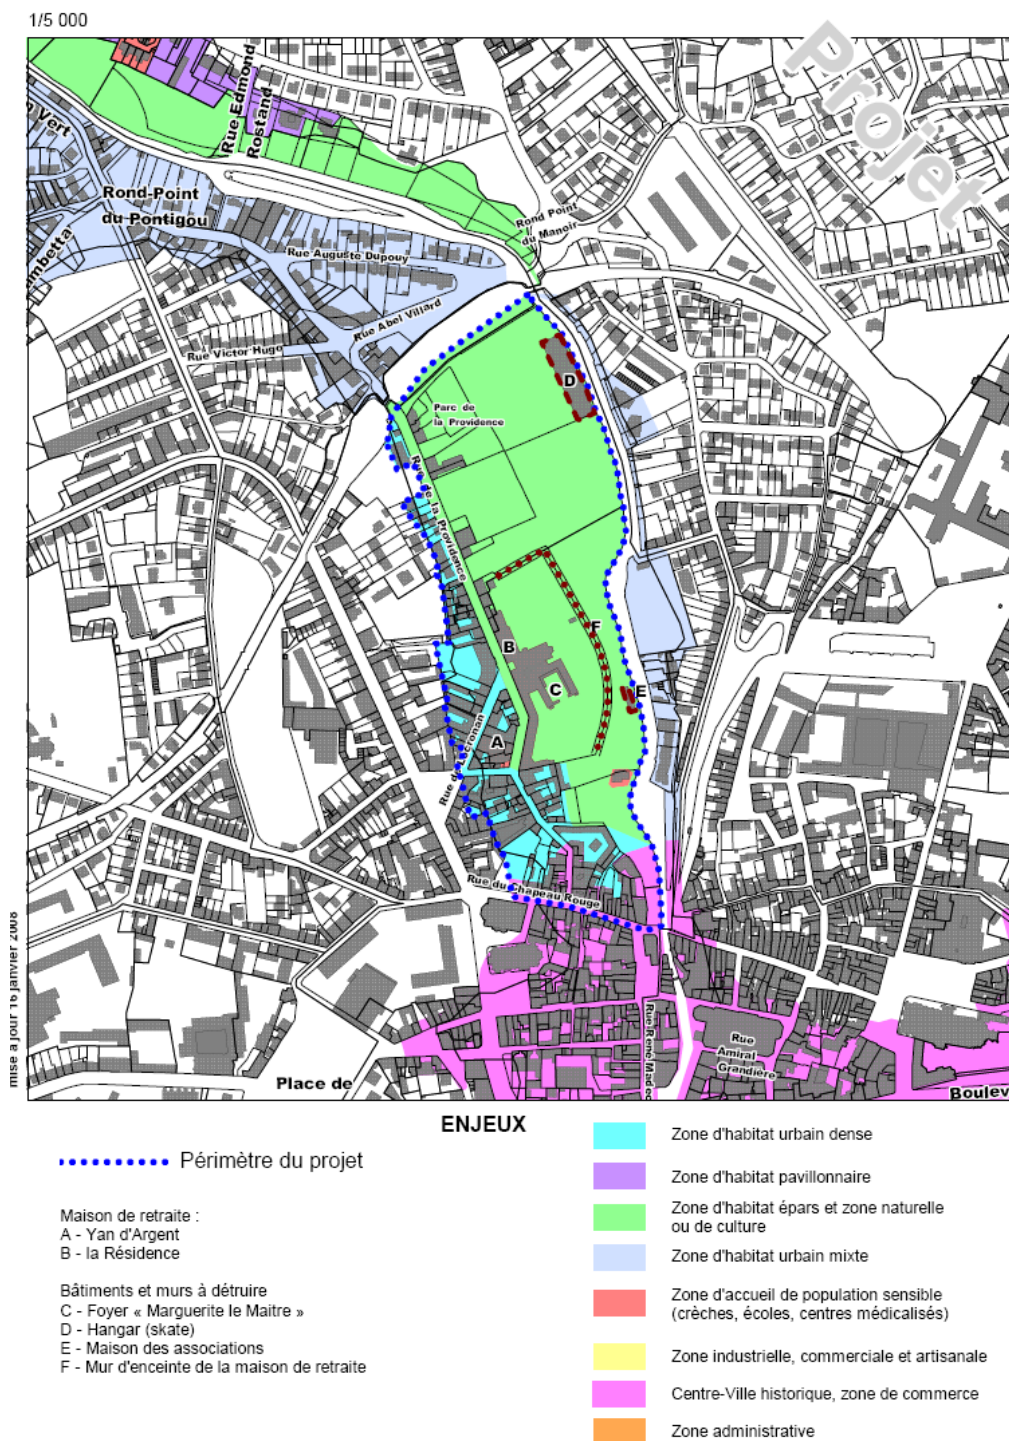 1/5 000
Projet
Rue Edmond
Rostand
Vert
Rond-Point
du Pontigou
Rond Point
du Manoir
Rue Auguste Dupouy
Rue Abel Villard
Rue Victor Hugo
D
Parc de
la Providence
Rue de la Providence
F
B
C
E
A
Rue du Chapeau Rouge
mise a jour 16 janvier 2008
Rue
Amiral
Grandière
Place de
Boulev
ENJEUX
Périmètre du projet
Maison de retraite :
A - Yan d'Argent
B - la Résidence
Bâtiments et murs à détruire
C - Foyer « Marguerite le Maitre »
D - Hangar (skate)
E - Maison des associations
F - Mur d'enceinte de la maison de retraite
Zone d'habitat urbain dense
Zone d'habitat pavillonnaire
Zone d'habitat épars et zone naturelle
ou de culture
Zone d'habitat urbain mixte
Zone d'accueil de population sensible
(crèches, écoles, centres médicalisés)
Zone industrielle, commerciale et artisanale
Centre-Ville historique, zone de commerce
Zone administrative